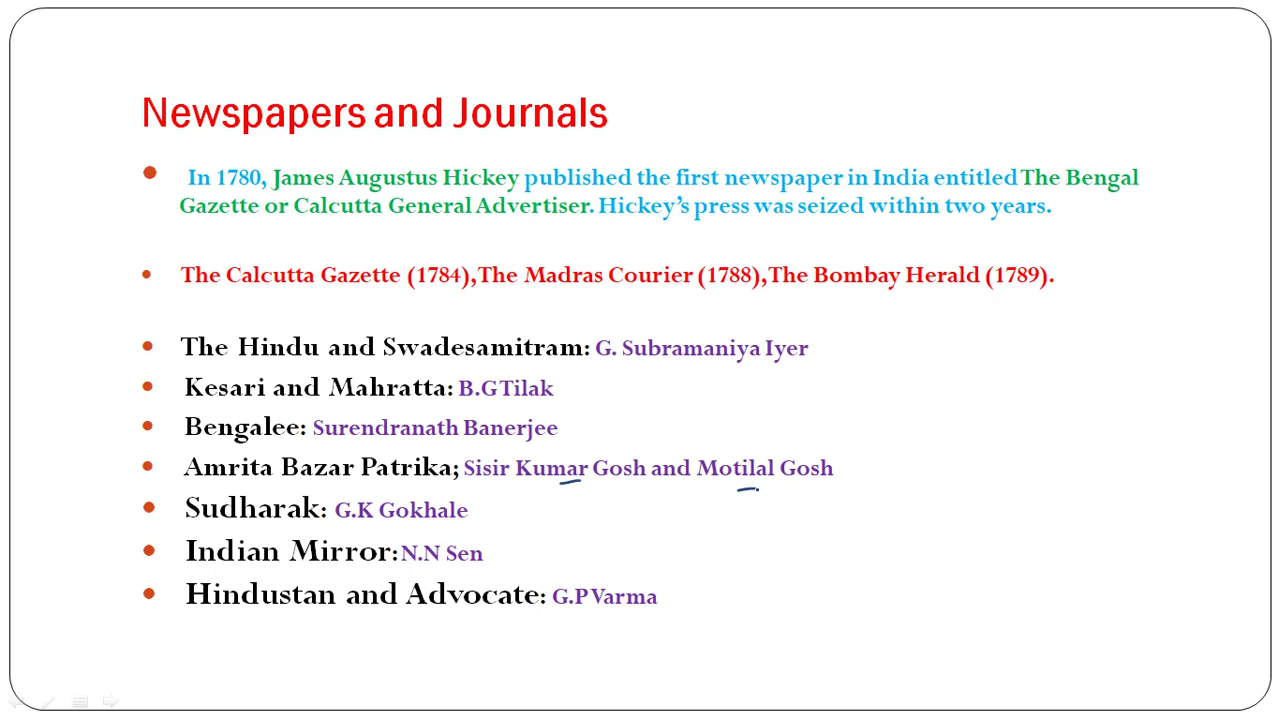 Newspapers and Journals
In 1780, James Augustus Hickey published the first newspaper in India entitled The Bengal
Gazette or Calcutta General Advertiser. Hickey's press was seized within two years.
The Calcutta Gazette (1784),The Madras Courier (1788),The Bombay Herald (1789).
The Hindu and Swadesamitram: G. Subramaniya Iyer
Kesari and Mahratta: B.G Tilak
Bengalee: Surendranath Banerjee
Amrita Bazar Patrika; Sisir Kumar Gosh and Motilal Gosh
Sudharak: G.K Gokhale
Indian Mirror: N.N Sen
Hindustan and Advocate: G.P Varma